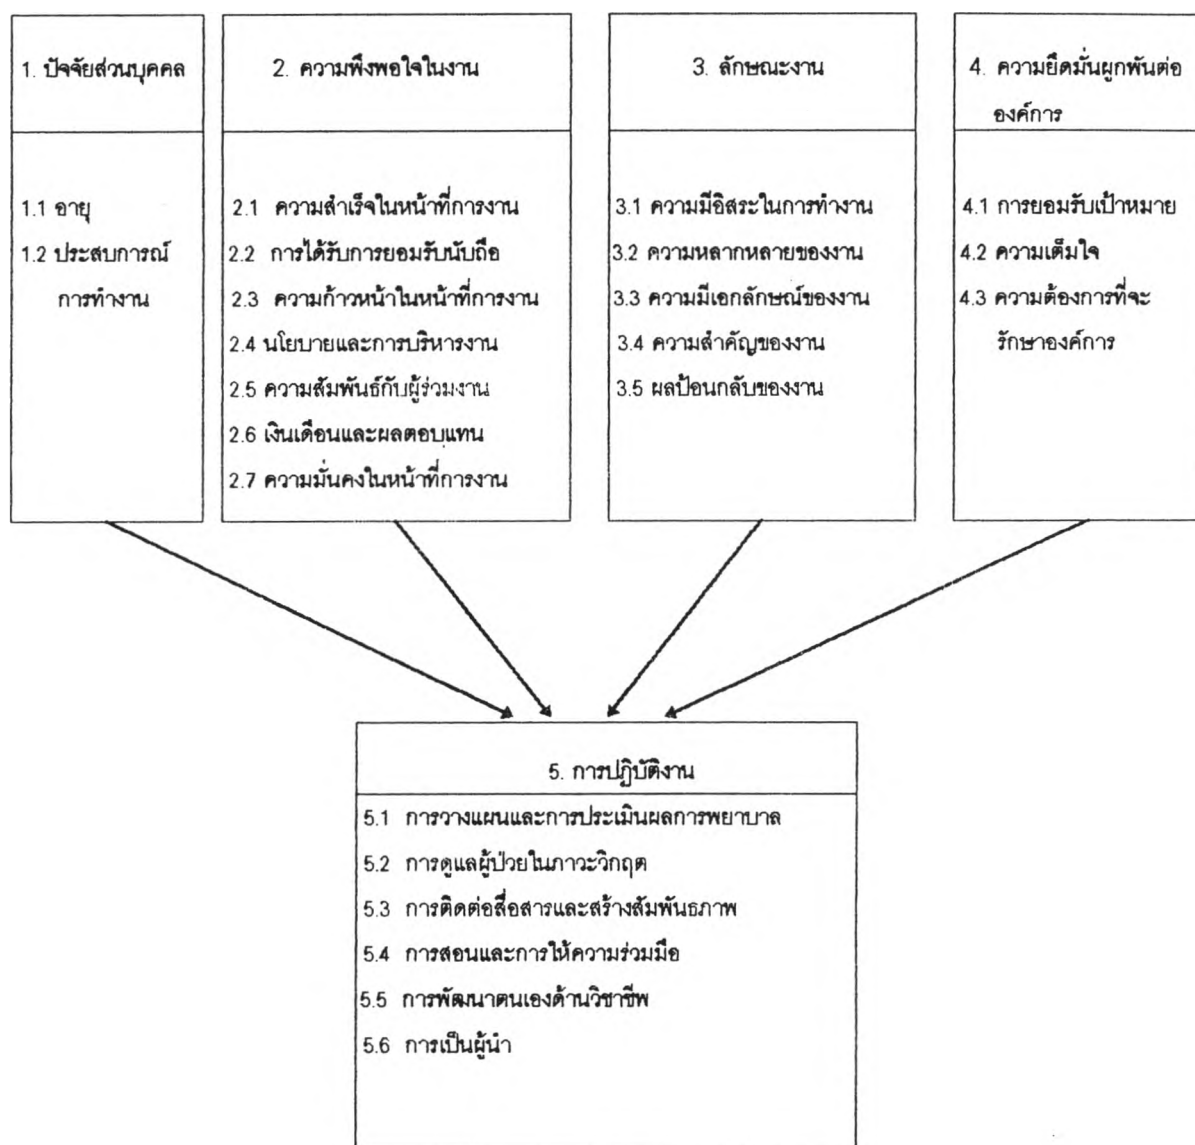 1. ปัจจัยส่วนบุคคล
1.1 อายุ
1.2 ประสบการณ์
การทำงาน
2. ความพึงพอใจในงาน
2.1 ความสำเร็จในหน้าที่การงาน
2.2 การได้รับการยอมรับนับถือ
2.3 ความก้าวหน้าในหน้าที่การงาน
2.4 นโยบายและการบริหารงาน
2.5 ความสัมพันธ์กับผู้ร่วมงาน
2.6 เงินเดือนและผลตอบแทน
2.7 ความมั่นคงในหน้าที่การงาน
3. ลักษณะงาน
3.1 ความมีอิสระในการทำงาน
3.2 ความหลากหลายของงาน
3.3 ความมีเอกลักษณ์ของงาน
3.4 ความสำคัญของงาน
3.5 ผลป้อนกลับของงาน
4. ความยึดมั่นผูกพันต่อ
องค์การ
4.1 การยอมรับเป้าหมาย
4.2 ความเต็มใจ
4.3 ความต้องการที่จะ
รักษาองค์การ
5. การปฏิบัติงาน
5.1 การวางแผนและการประเมินผลการพยาบาล
5.2 การดูแลผู้ป่วยในภาวะวิกฤต
5.3 การติดต่อสื่อสารและสร้างสัมพันธภาพ
5.4 การสอนและการให้ความร่วมมือ
5.5 การพัฒนาตนเองด้านวิชาชีพ
5.6 การเป็นผู้นำ